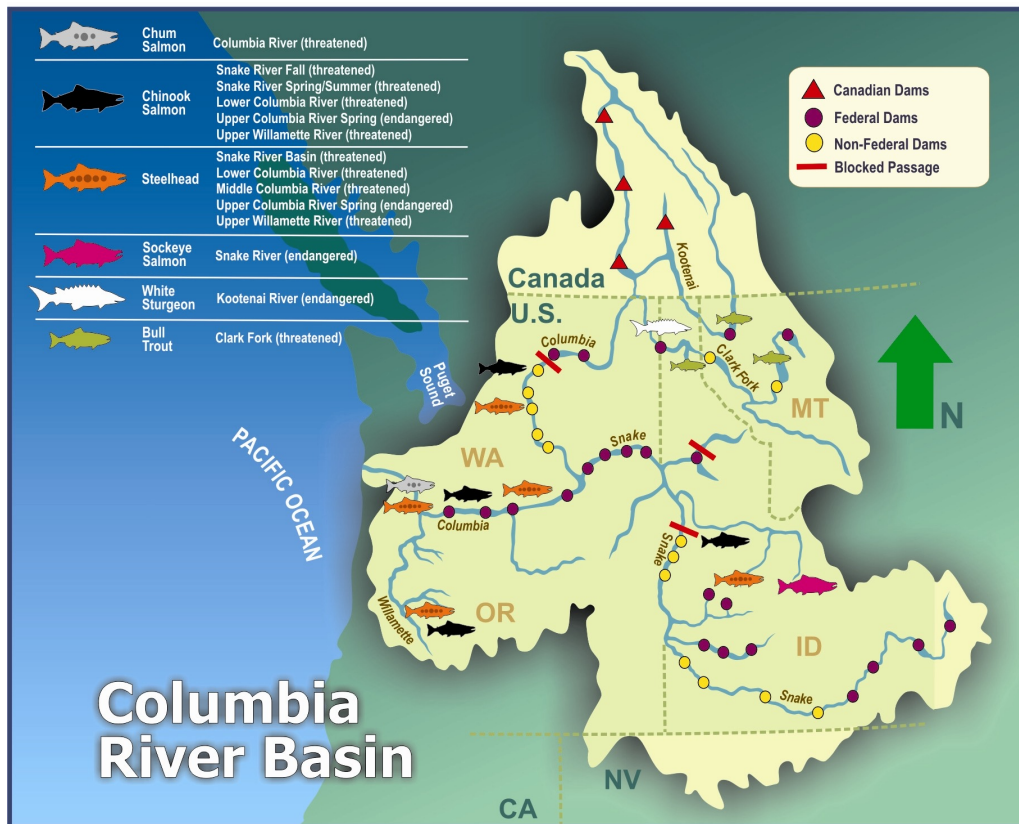 Chum
Salmon
Columbia River (threatened)
Chinook
Salmon
Snake River Fall (threatened)
Snake River Spring/Summer (threatened)
Lower Columbia River (threatened)
Upper Columbia River Spring (endangered)
Upper Willamette River (threatened)
Steelhead
Snake River Basin (threatened)
Lower Columbia River (threatened)
Middle Columbia River (threatened)
Upper Columbia River Spring (endangered)
Upper Willamette River (threatened)
Sockeye
Salmon
Snake River (endangered)
White
Sturgeon
Kootenai River (endangered)
Bull
Trout
Clark Fork (threatened)
Canadian Dams
Federal Dams
Non-Federal Dams
Blocked Passage
Canada
U.S.
Kootenai
Columbia
Clark Fork
Puget
Sound
MT
N
PACIFIC OCEAN
WA
Snake
Columbia
Snake
Willamette
OR
ID
Snake
Columbia
River Basin
NV
CA